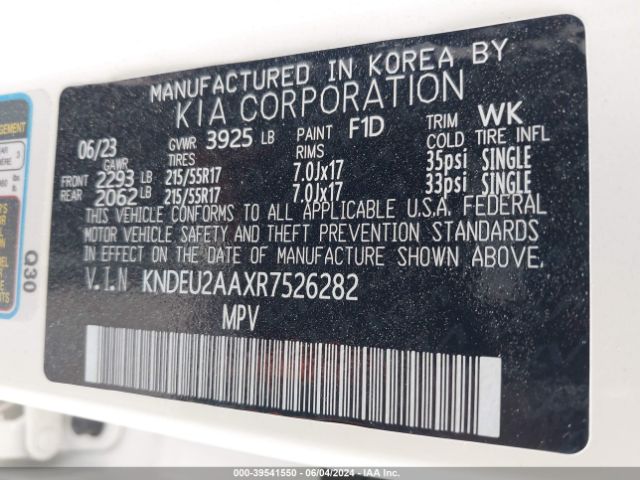 MANUFACTURED IN KOREA BY
KIA CORPORATION
06/23 GVWR 3925 LB PAINT F1D TRIM WK
GAWR TIRES RIMS COLD TIRE INFL
FRONT 2293 LB 215/55R17 7.0Jx17 35psi SINGLE
REAR 2062 LB 215/55R17 7.0Jx17 33psi SINGLE
THIS VEHICLE CONFORMS TO ALL APPLICABLE U.S.A. FEDERAL
MOTOR VEHICLE SAFETY AND THEFT PREVENTION STANDARDS
IN EFFECT ON THE DATE OF MANUFACTURE SHOWN ABOVE.
V.I.N KNDEU2AAXR7526282
MPV
Q30
000-39541550 - 06/04/2024 - IAA Inc.